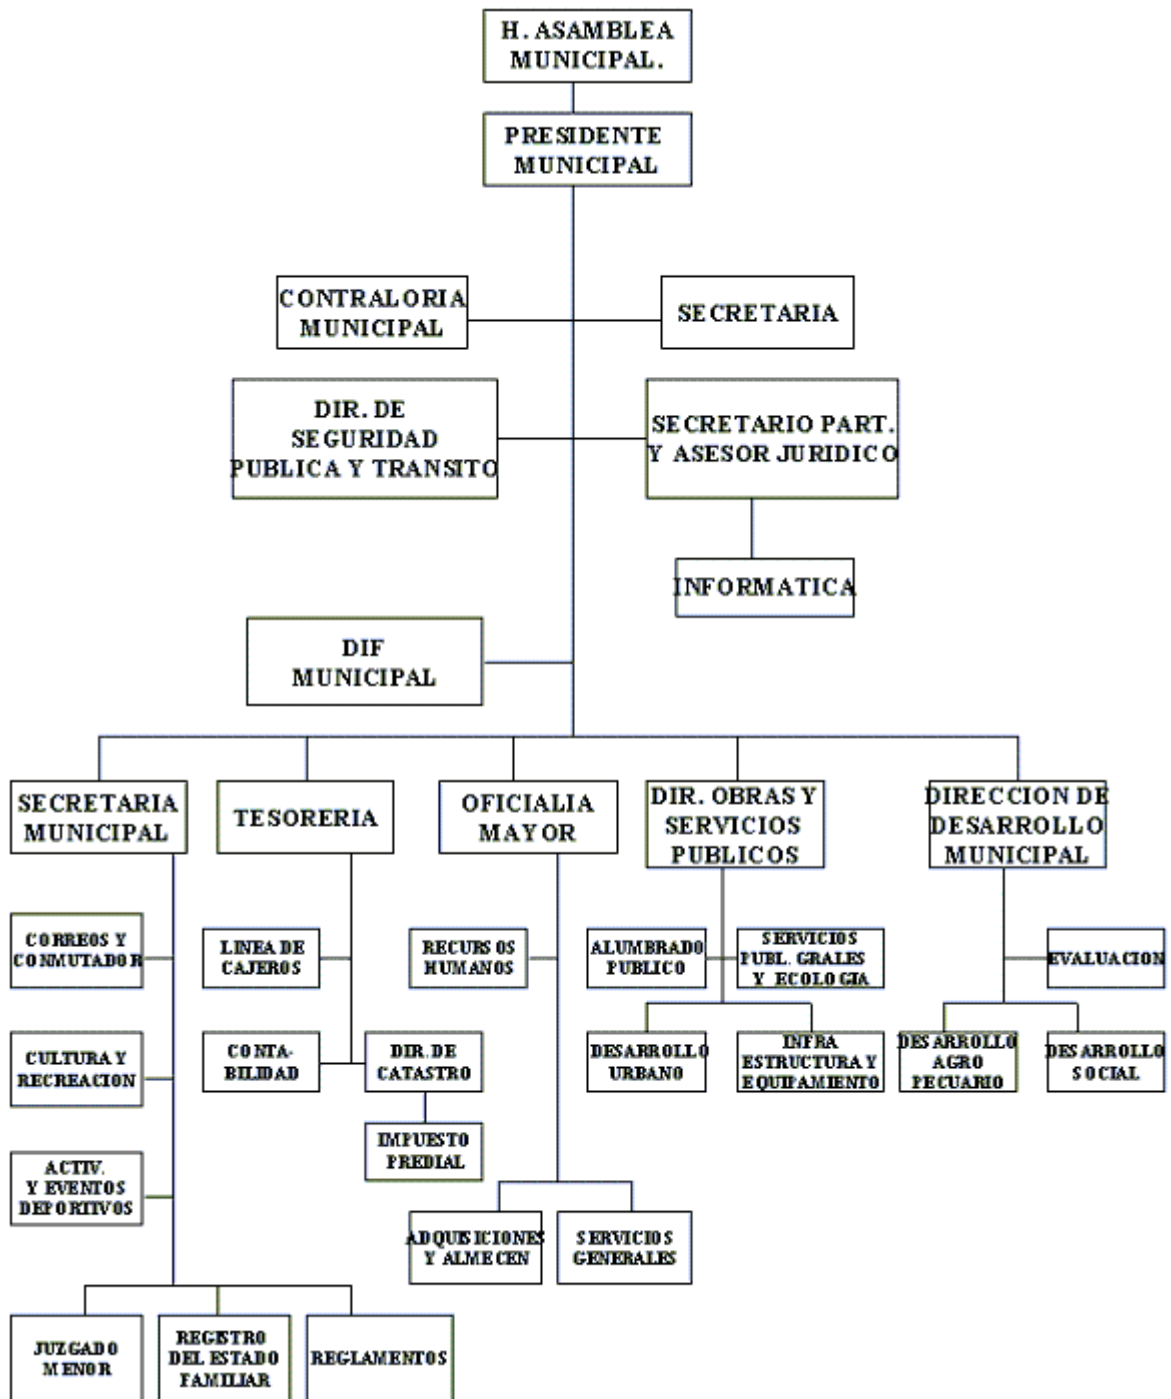 H. ASAMBLEA
MUNICIPAL.
PRESIDENTE
MUNICIPAL
CONTRALORIA
MUNICIPAL
SECRETARIA
DIR. DE
SEGURIDAD
PUBLICA Y TRANSITO
SECRETARIO PART.
Y ASESOR JURIDICO
INFORMATICA
DIF
MUNICIPAL
SECRETARIA
MUNICIPAL
TESORERIA
OFICIALIA
MAYOR
DIR. OBRAS Y
SERVICIOS
PUBLICOS
DIRECCION DE
DESARROLLO
MUNICIPAL
CORREOS Y
CONMUTADOR
LINEA DE
CAJEROS
RECURSOS
HUMANOS
ALUMBRADO
PUBLICO
SERVICIOS
PUBL. GRALES
Y ECOLOGIA
EVALUACION
CULTURA Y
RECREACION
CONTA-
BILIDAD
DIR. DE
CATASTRO
DESARROLLO
URBANO
INFRA
ESTRUCTURA Y
EQUIPAMIENTO
DESARROLLO
AGRO
PECUARIO
DESARROLLO
SOCIAL
IMPUESTO
PREDIAL
ACTIV.
Y EVENTOS
DEPORTIVOS
ADQUISICIONES
Y ALMECEN
SERVICIOS
GENERALES
JUZGADO
MENOR
REGISTRO
DEL ESTADO
FAMILIAR
REGLAMENTOS